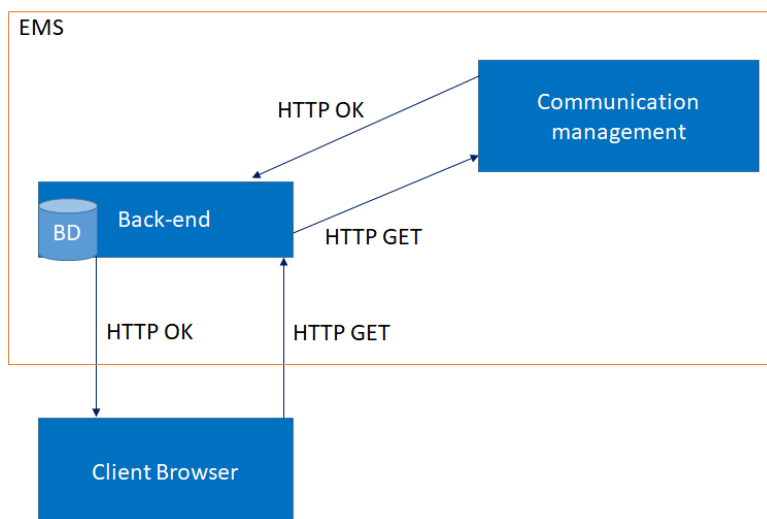 EMS
Communication
management
HTTP OK
Back-end
BD
HTTP GET
HTTP OK
HTTP GET
Client Browser